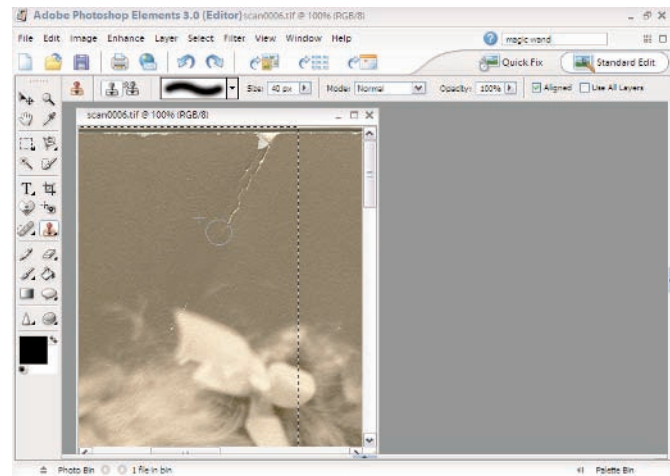 Adobe Photoshop Elements 3.0 (Editor) scan0006.tif @ 100% (RGB/8)
File Edit Image Enhance Layer Select Filter View Window Help
magic wand
Quick Fix
Standard Edit
Size: 40 px
Mode: Normal
Opacity: 100%
Aligned
Use All Layers
scan0006.tif @ 100% (RGB/8)
T
Photo Bin
1 file in bin
Palette Bin